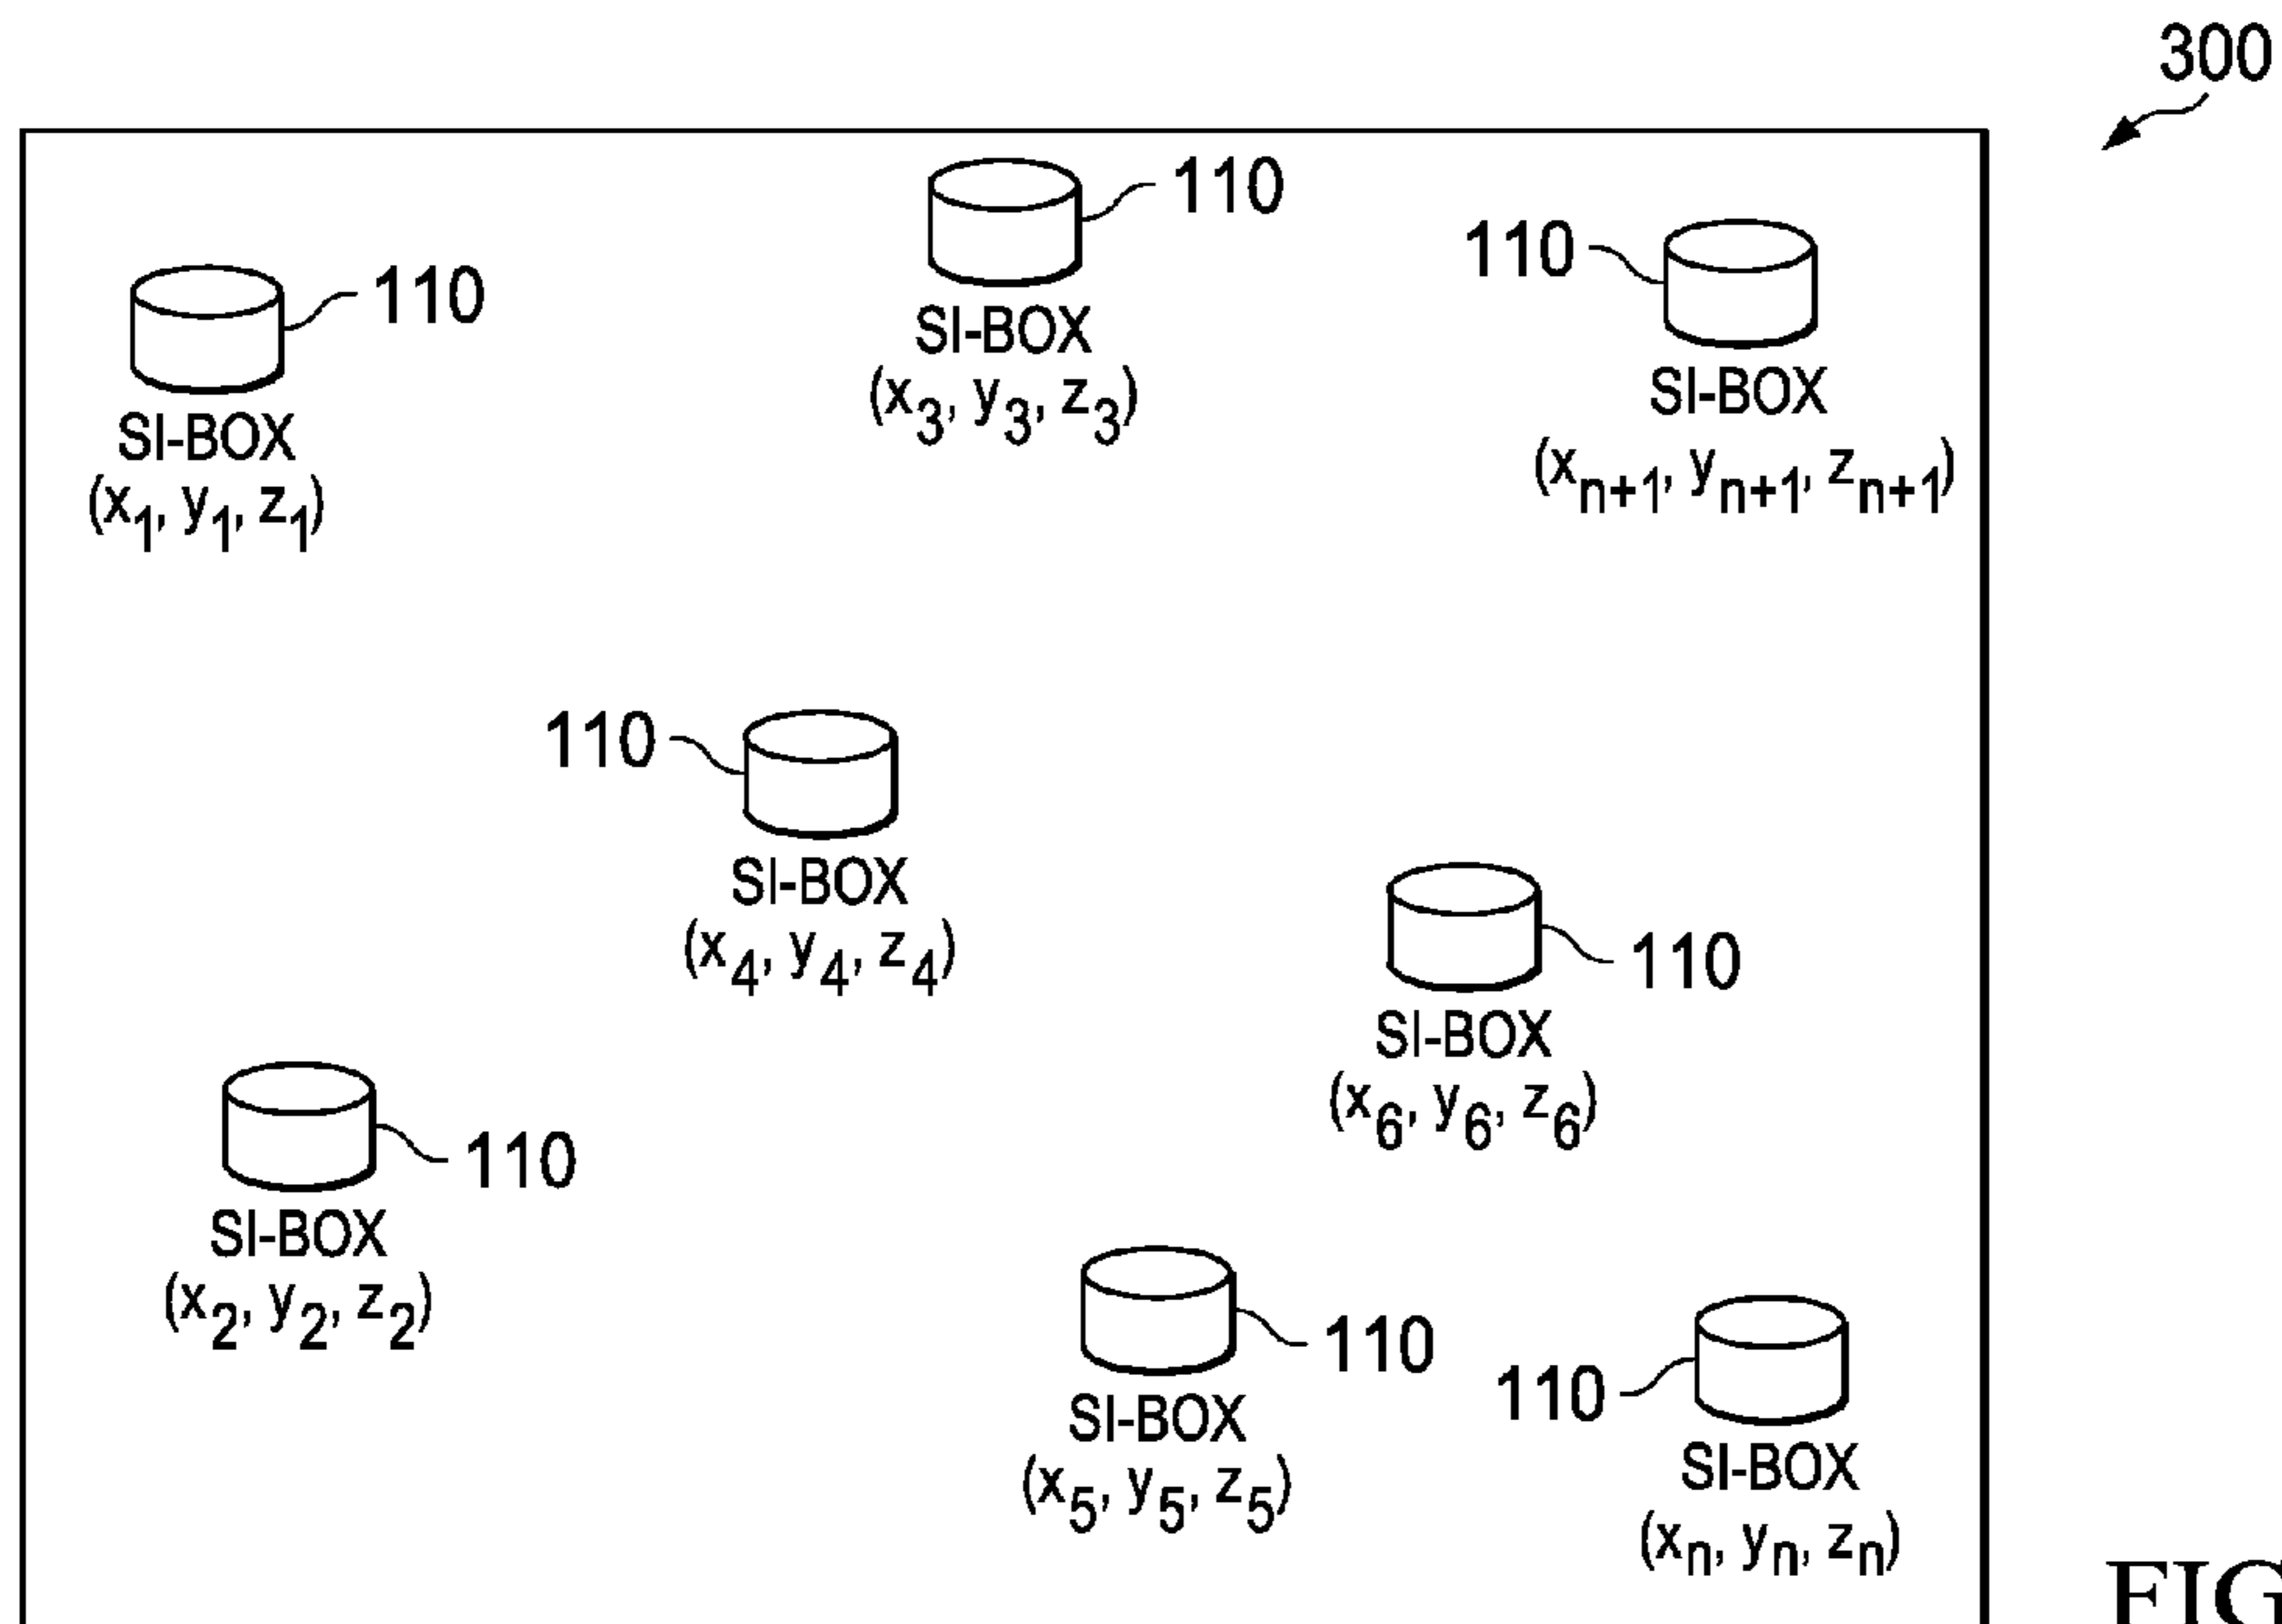 300
110
110
110
SI-BOX
(x₃, y₃, z₃)
SI-BOX
(xₙ₊₁, yₙ₊₁, zₙ₊₁)
SI-BOX
(x₁, y₁, z₁)
110
SI-BOX
(x₄, y₄, z₄)
110
SI-BOX
(x₆, y₆, z₆)
110
SI-BOX
(x₂, y₂, z₂)
110
110
SI-BOX
(x₅, y₅, z₅)
SI-BOX
(xₙ, yₙ, zₙ)
FIG